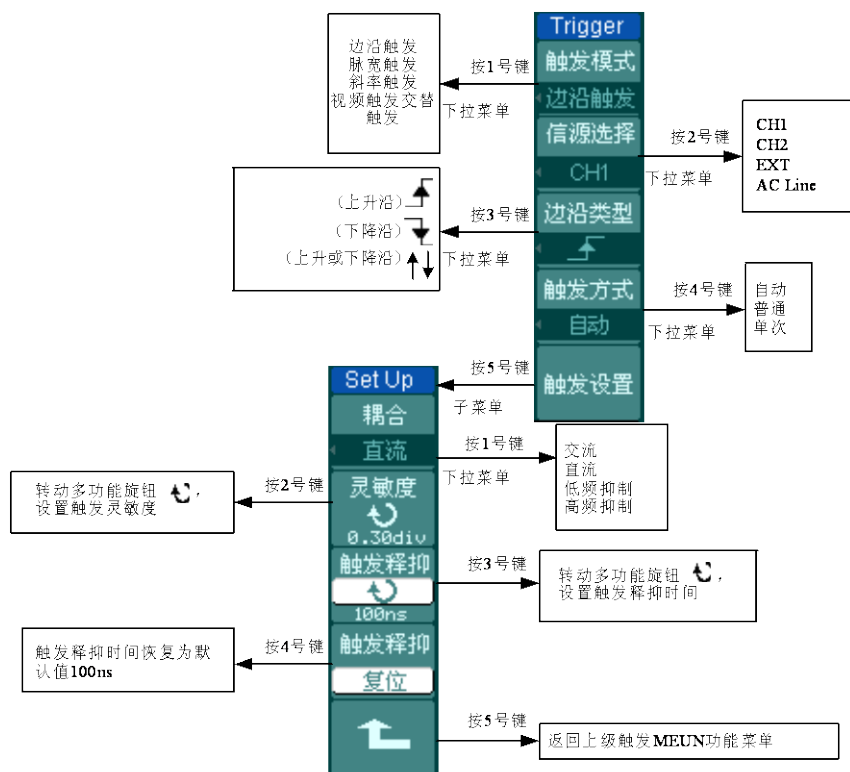 Trigger
触发模式
边沿触发
信源选择
CH1
边沿类型
触发方式
自动
触发设置
按1号键
下拉菜单
边沿触发
脉宽触发
斜率触发
视频触发交替
触发
按2号键
下拉菜单
CH1
CH2
EXT
AC Line
按3号键
下拉菜单
(上升沿)
(下降沿)
(上升或下降沿)
按4号键
下拉菜单
自动
普通
单次
按5号键
子菜单
Set Up
耦合
直流
灵敏度
0.30div
触发释抑
100ns
触发释抑
复位
按1号键
下拉菜单
交流
直流
低频抑制
高频抑制
按2号键
转动多功能旋钮,
设置触发灵敏度
按3号键
转动多功能旋钮,
设置触发释抑时间
按4号键
触发释抑时间恢复为默
认值100ns
按5号键
返回上级触发MEUN功能菜单